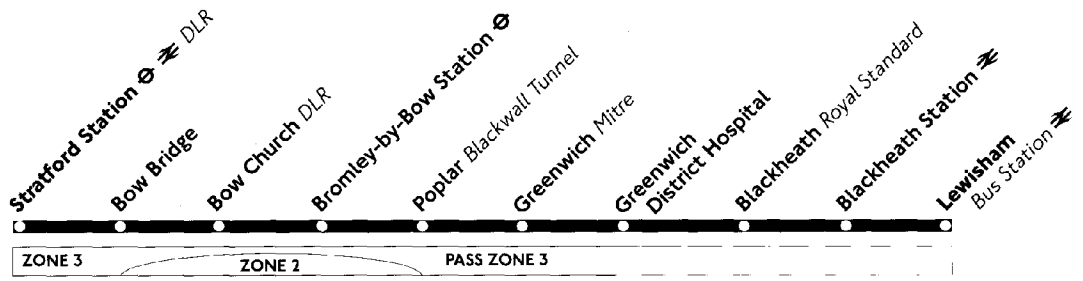 Stratford Station DLR
Bow Bridge
Bow Church DLR
Bromley-by-Bow Station
Poplar Blackwall Tunnel
Greenwich Mitre
Greenwich
District Hospital
Blackheath Royal Standard
Blackheath Station
Lewisham
Bus Station
ZONE 3
ZONE 2
PASS ZONE 3